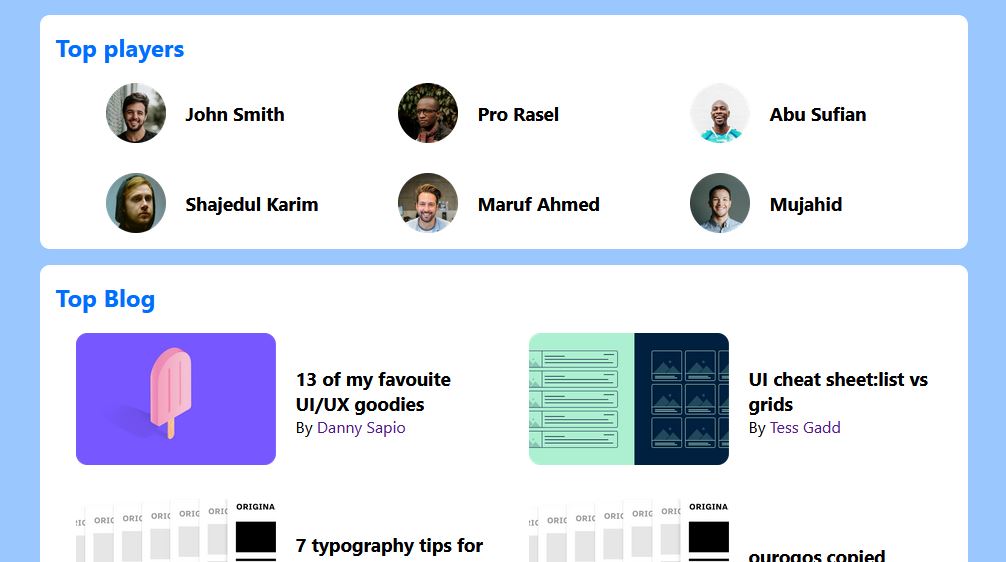 Top players
John Smith
Pro Rasel
Abu Sufian
Shajedul Karim
Maruf Ahmed
Mujahid
Top Blog
13 of my favouite
UI/UX goodies
By Danny Sapio
UI cheat sheet:list vs
grids
By Tess Gadd
ORIGINA
7 typography tips for
ORIGINA
ourogos copied